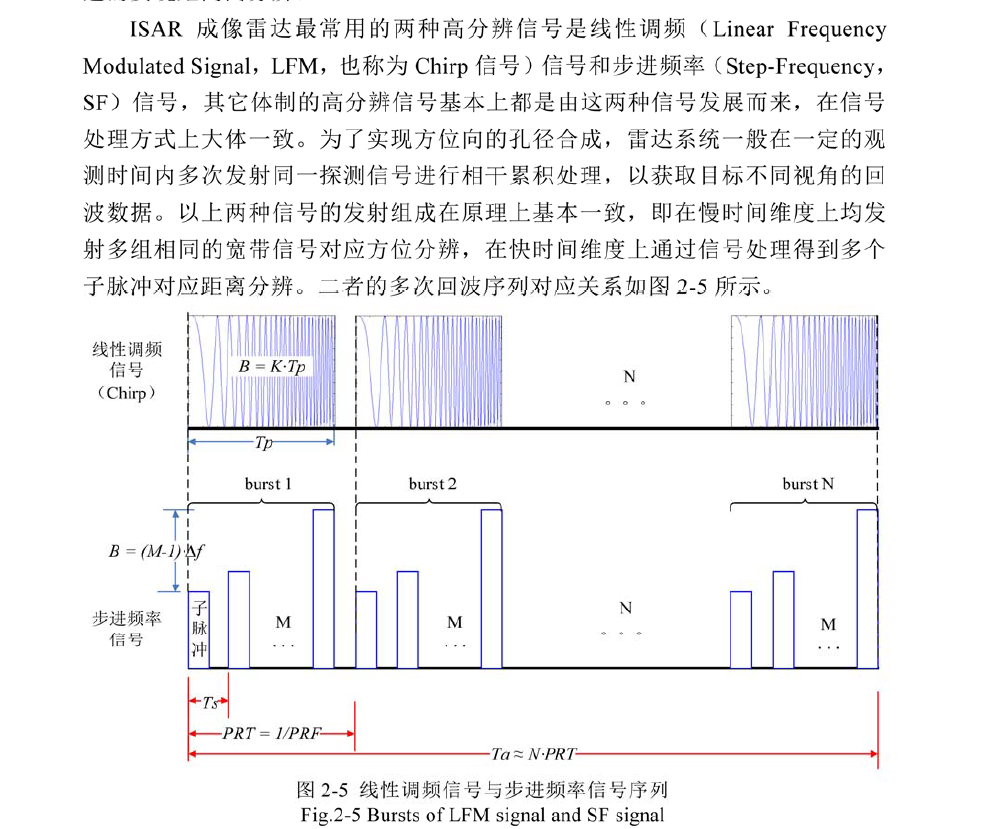 ISAR 成像雷达最常用的两种高分辨信号是线性调频（Linear Frequency
Modulated Signal，LFM，也称为 Chirp 信号）信号和步进频率（Step-Frequency，
SF）信号，其它体制的高分辨信号基本上都是由这两种信号发展而来，在信号
处理方式上大体一致。为了实现方位向的孔径合成，雷达系统一般在一定的观
测时间内多次发射同一探测信号进行相干累积处理，以获取目标不同视角的回
波数据。以上两种信号的发射组成在原理上基本一致，即在慢时间维度上均发
射多组相同的宽带信号对应方位分辨，在快时间维度上通过信号处理得到多个
子脉冲对应距离分辨。二者的多次回波序列对应关系如图 2-5 所示。
线性调频
信号
（Chirp）
B = K·Tp
N
。。。
Tp
burst 1
burst 2
burst N
B = (M-1)·Δf
步进频率
信号
子
脉
冲
M
...
M
...
N
。。。
M
...
Ts
PRT = 1/PRF
Ta ≈ N·PRT
图 2-5 线性调频信号与步进频率信号序列
Fig.2-5 Bursts of LFM signal and SF signal